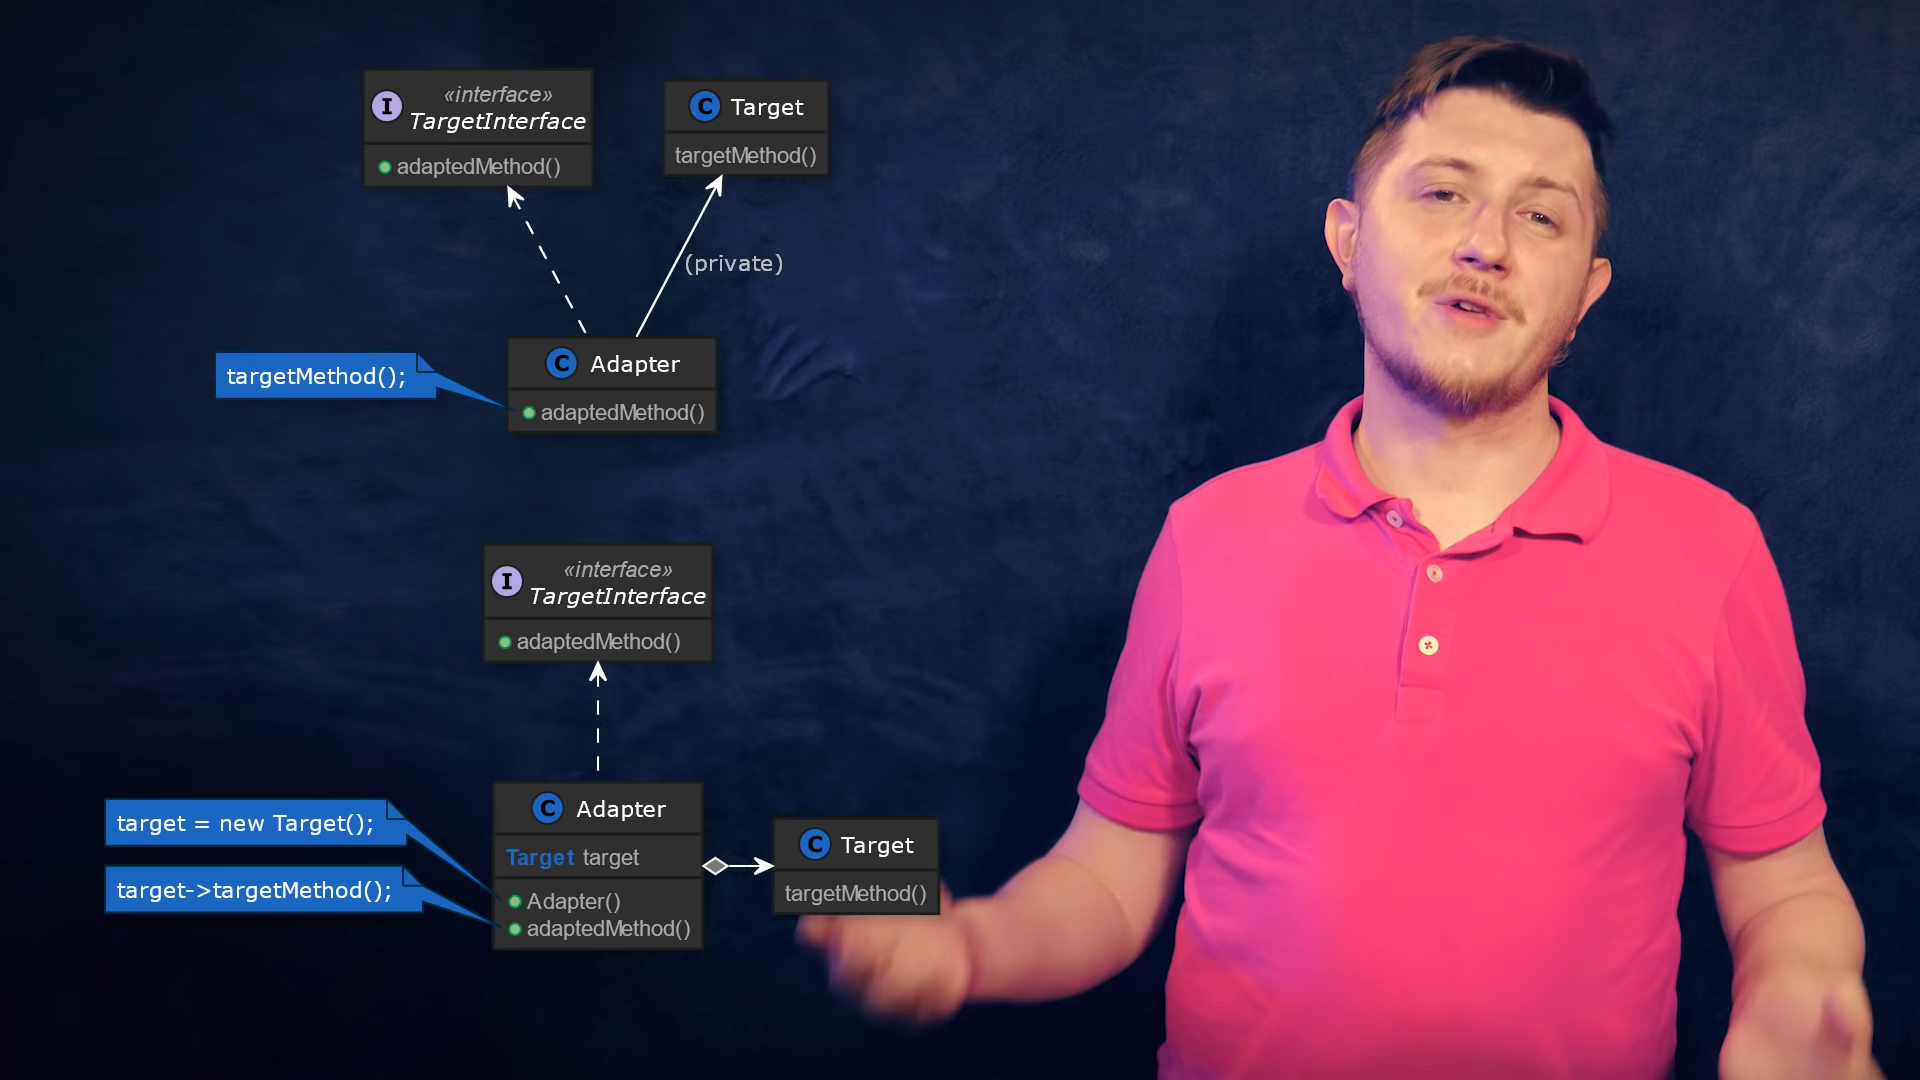 «interface»
I TargetInterface
adaptedMethod()
C Target
targetMethod()
(private)
targetMethod();
C Adapter
adaptedMethod()
«interface»
I TargetInterface
adaptedMethod()
target = new Target();
target->targetMethod();
C Adapter
Target target
Adapter()
adaptedMethod()
C Target
targetMethod()